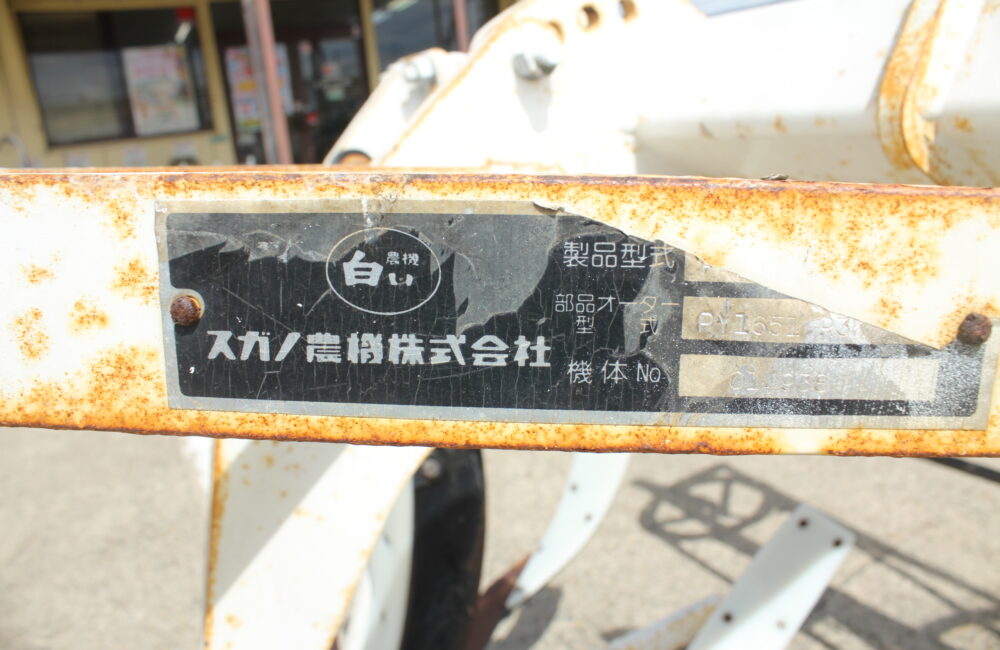 白い農機
スガノ農機株式会社
製品型式
部品オーダー
型式
機体No